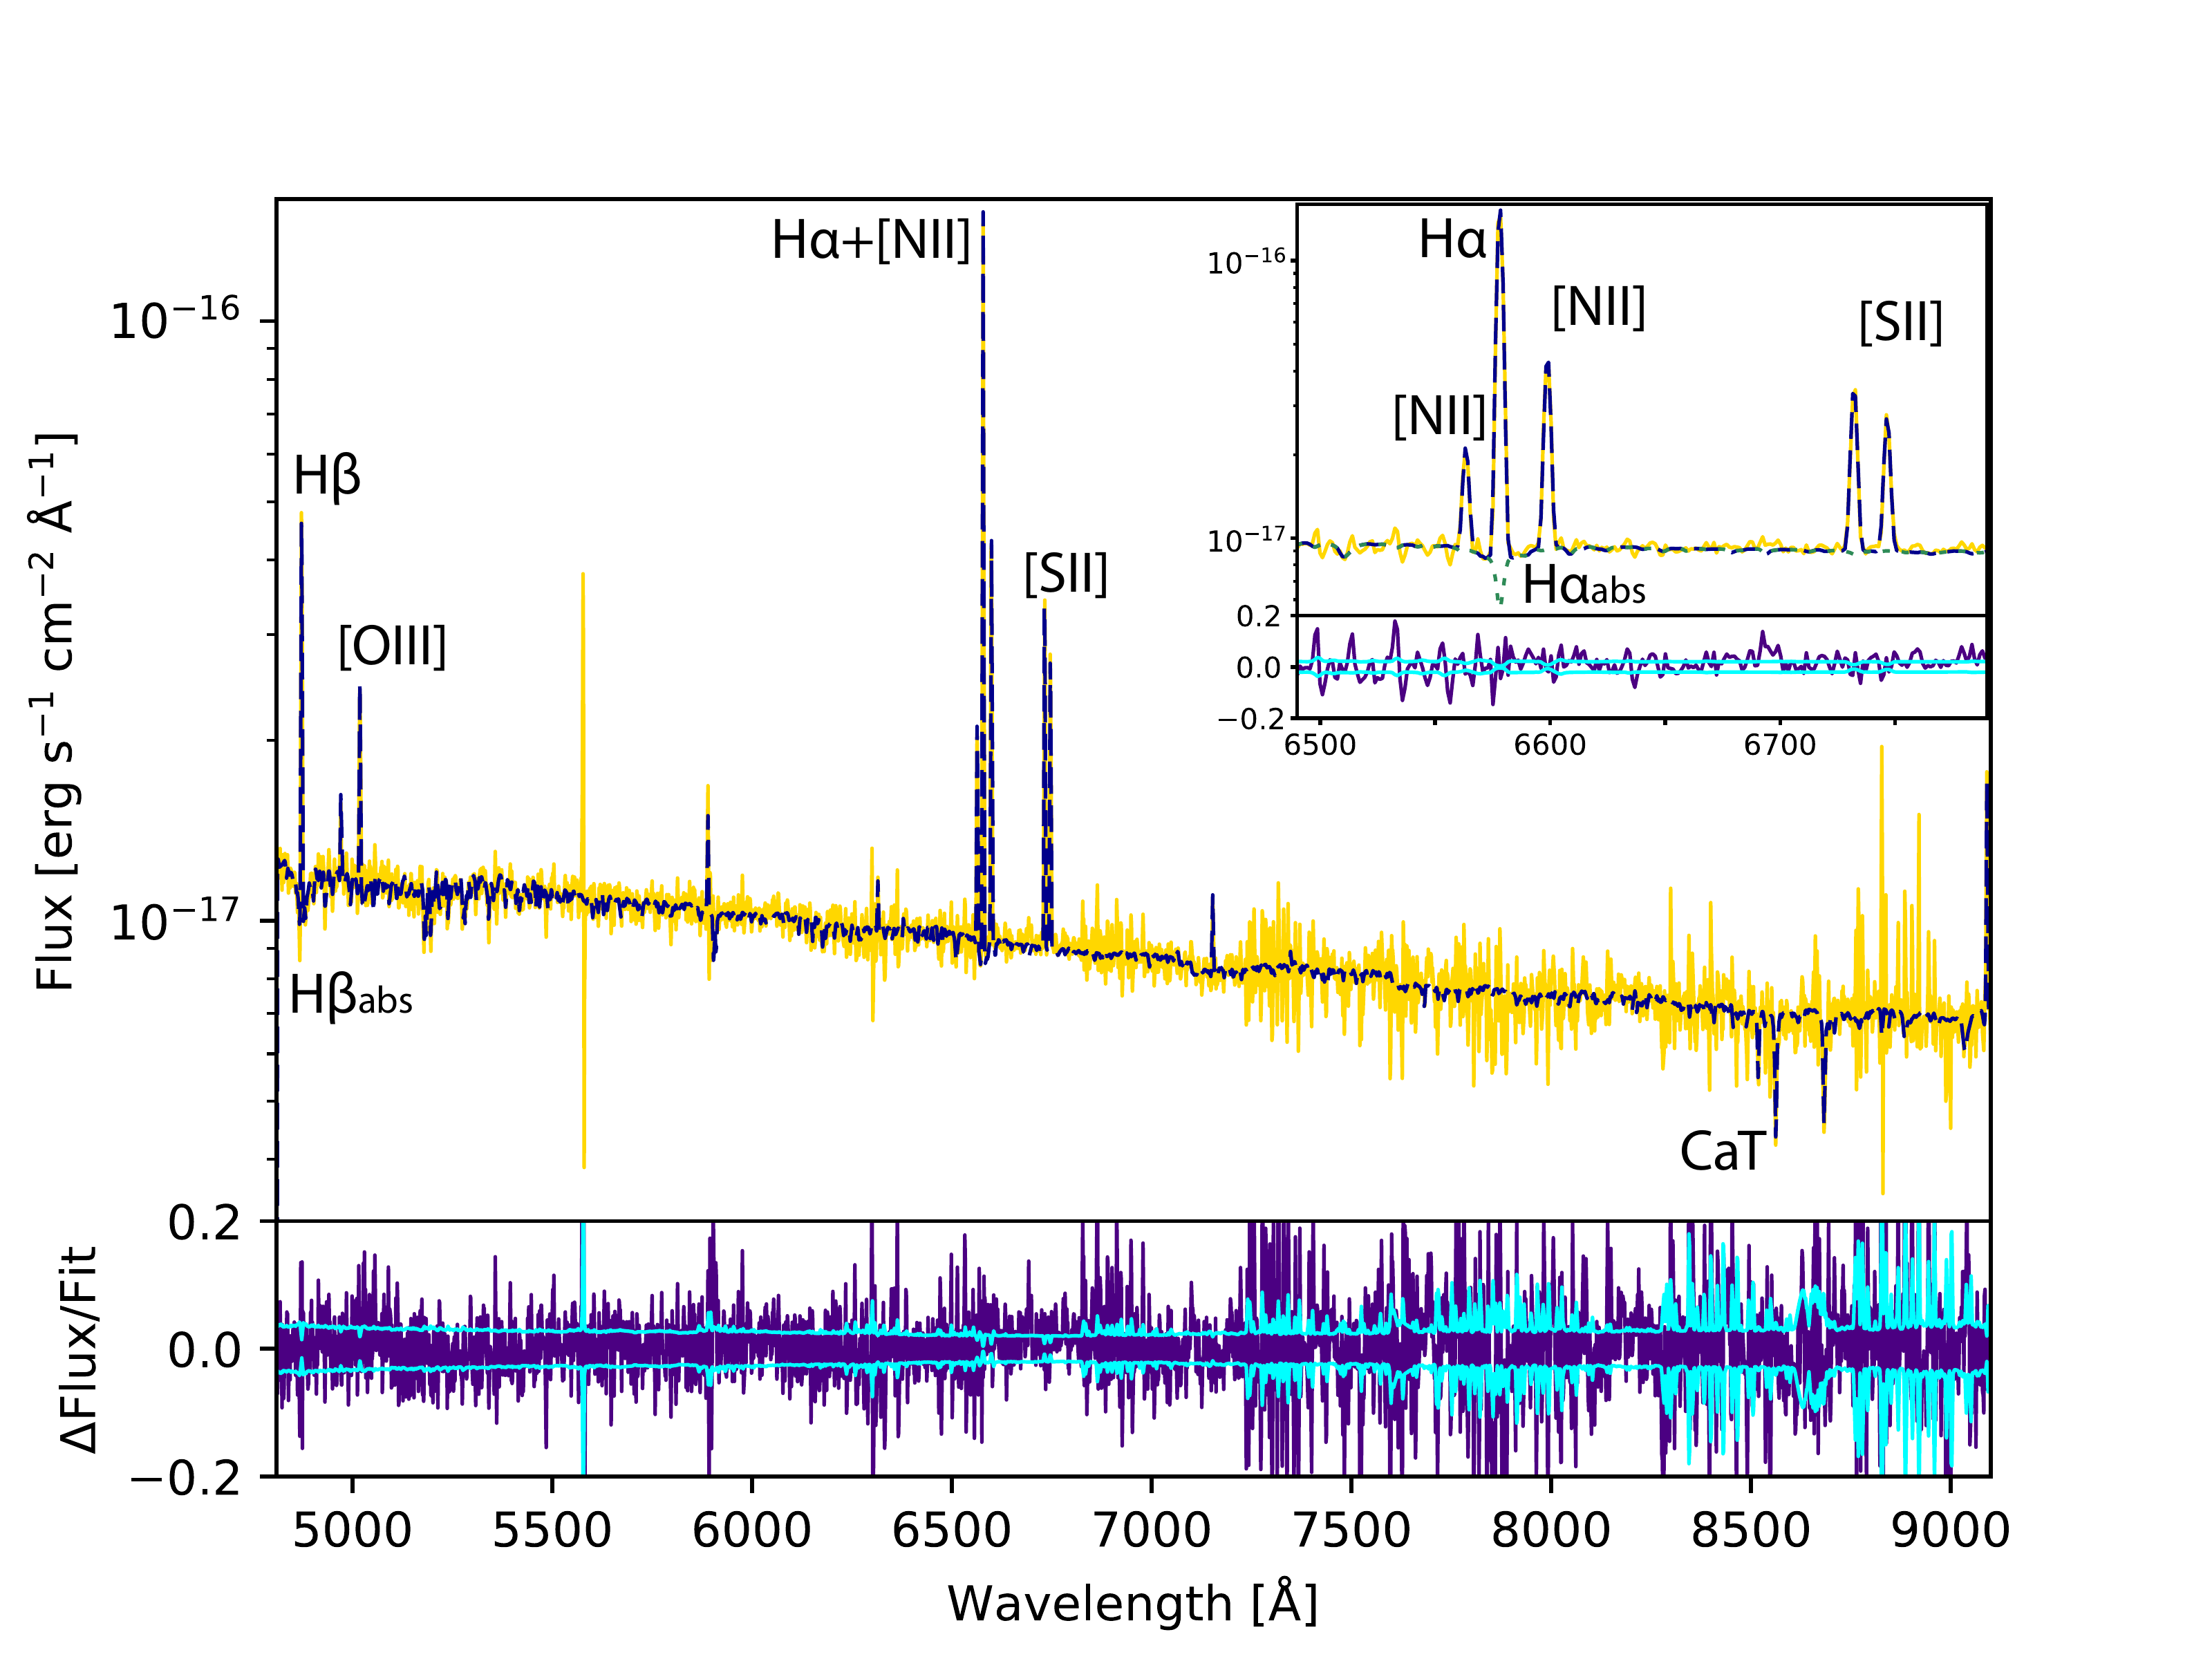 Hα+[NII]
Hα
10⁻¹⁶
[NII]
[SII]
10⁻¹⁶
[NII]
Hβ
10⁻¹⁷
[SII]
Hαabs
[OIII]
0.2
0.0
−0.2
6500 6600 6700
Flux [erg s⁻¹ cm⁻² Å⁻¹]
10⁻¹⁷
Hβabs
CaT
0.2
0.0
−0.2
ΔFlux/Fit
5000 5500 6000 6500 7000 7500 8000 8500 9000
Wavelength [Å]